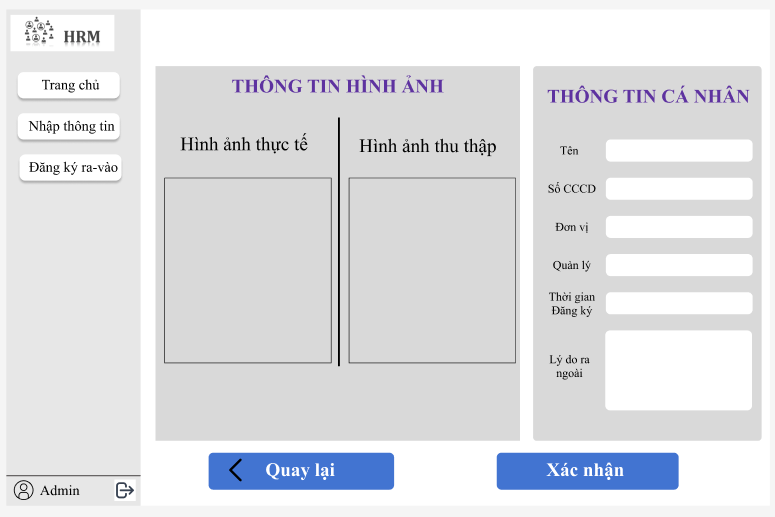 HRM
Trang chủ
Nhập thông tin
Đăng ký ra-vào
THÔNG TIN HÌNH ẢNH
Hình ảnh thực tế
Hình ảnh thu thập
THÔNG TIN CÁ NHÂN
Tên
Số CCCD
Đơn vị
Quản lý
Thời gian
Đăng ký
Lý do ra
ngoài
Quay lại
Xác nhận
Admin